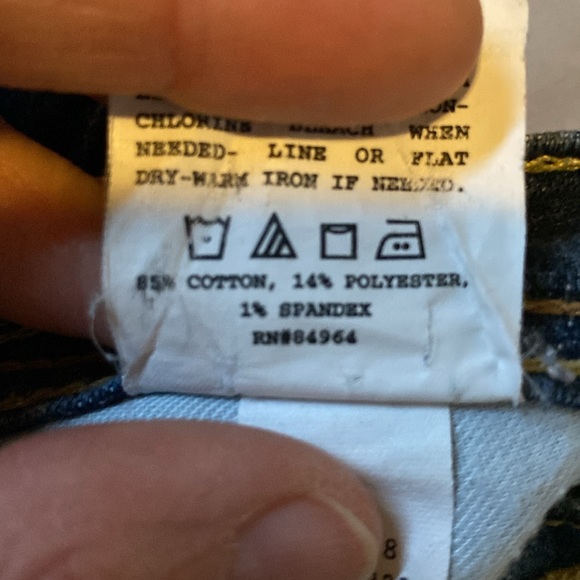 CHLORINE BLEACH WHEN
NEEDED- LINE OR FLAT
DRY-WARM IRON IF NEEDED.
85% COTTON, 14% POLYESTER,
1% SPANDEX
RN#84964
8